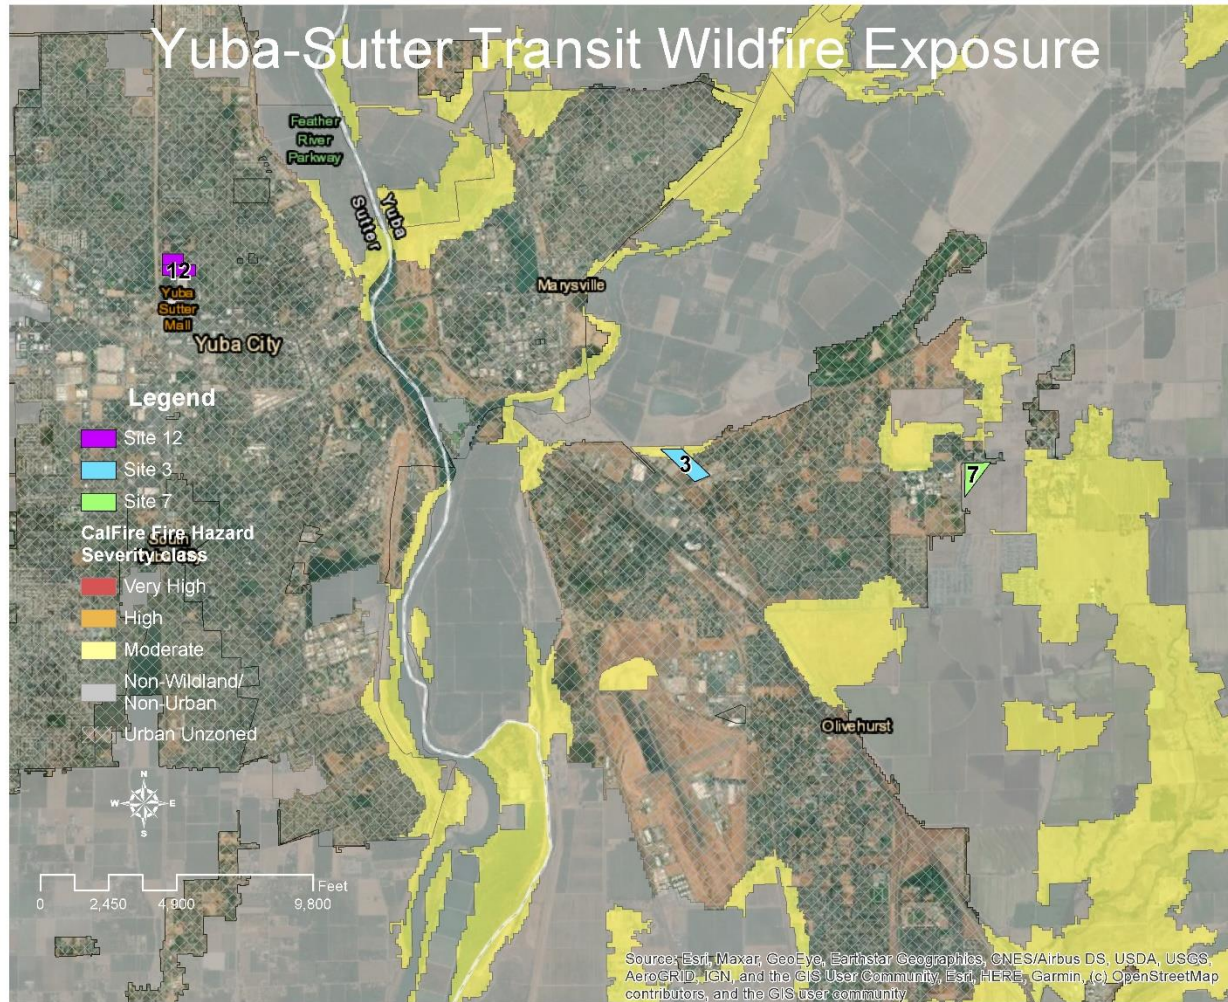 Yuba-Sutter Transit Wildfire Exposure
Feather
River
Parkway
Yuba
Sutter
12
Yuba
Sutter
Mall
Yuba City
Marysville
3
7
Olivehurst
Legend
Site 12
Site 3
Site 7
CalFire Fire Hazard
Severity class
South
Very High
High
Moderate
Non-Wildland/
Non-Urban
Urban Unzoned
N
W E
S
Feet
0 2,450 4,900 9,800
Source: Esri, Maxar, GeoEye, Earthstar Geographics, CNES/Airbus DS, USDA, USGS,
AeroGRID, IGN, and the GIS User Community, Esri, HERE, Garmin, (c) OpenStreetMap
contributors, and the GIS user community